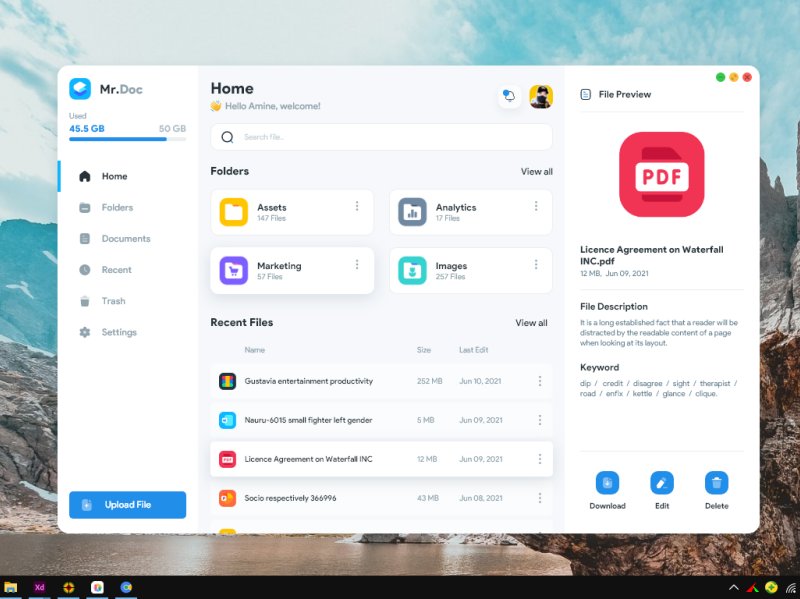 Mr.Doc
Used
45.5 GB
50 GB
Home
Folders
Documents
Recent
Trash
Settings
Upload File
Home
👋 Hello Amine, welcome!
Search file..
Folders
View all
Assets
147 Files
Analytics
17 Files
Marketing
57 Files
Images
257 Files
Recent Files
View all
Name Size Last Edit
Gustavia entertainment productivity 252 MB Jun 10, 2021
Nauru-6015 small fighter left gender 5 MB Jun 09, 2021
PDF Licence Agreement on Waterfall INC 12 MB Jun 09, 2021
Socio respectively 366996 43 MB Jun 08, 2021
File Preview
PDF
Licence Agreement on Waterfall
INC.pdf
12 MB, Jun 09, 2021
File Description
It is a long established fact that a reader will be
distracted by the readable content of a page
when looking at its layout.
Keyword
dip / credit / disagree / sight / therapist /
road / enfix / kettle / glance / clique.
Download
Edit
Delete
Xd